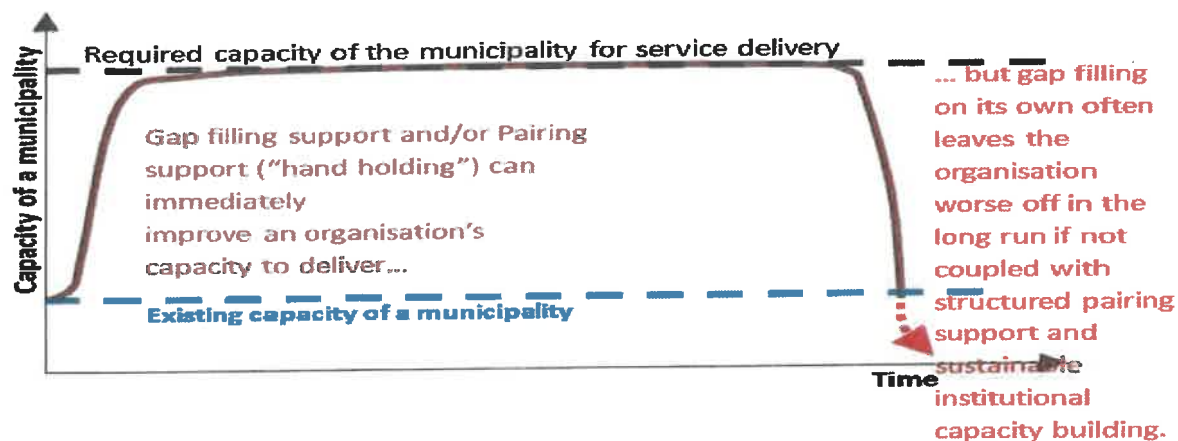 Capacity of a municipality
Required capacity of the municipality for service delivery
Gap filling support and/or Pairing
support (“hand holding”) can
immediately
improve an organisation’s
capacity to deliver...
Existing capacity of a municipality
... but gap filling
on its own often
leaves the
organisation
worse off in the
long run if not
coupled with
structured pairing
support and
sustainable
institutional
capacity building.
Time